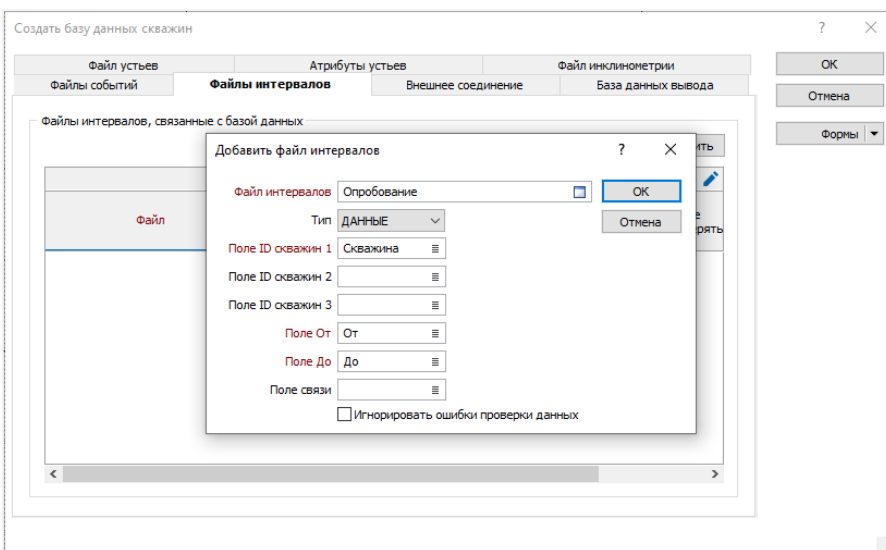 Создать базу данных скважин
?
Файл устьев
Атрибуты устьев
Файл инклинометрии
Файлы событий
Файлы интервалов
Внешнее соединение
База данных вывода
OK
Отмена
Формы
Файлы интервалов, связанные с базой данных
Файл
Добавить файл интервалов
?
Файл интервалов Опробование
Тип ДАННЫЕ
Поле ID скважин 1 Скважина
Поле ID скважин 2
Поле ID скважин 3
Поле От От
Поле До До
Поле связи
Игнорировать ошибки проверки данных
OK
Отмена